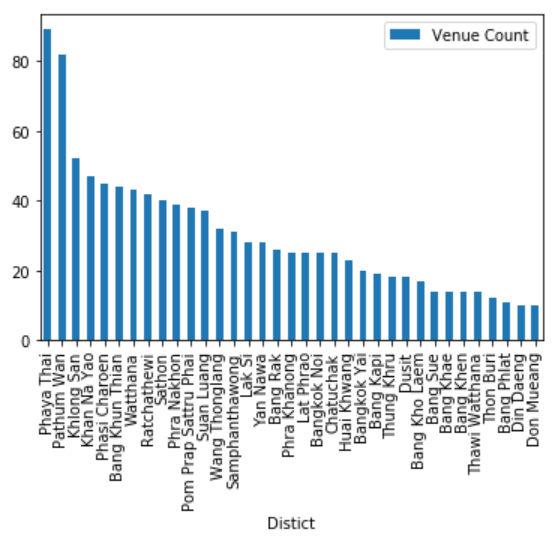 Venue Count
80
60
40
20
0
Phaya Thai
Pathum Wan
Khlong San
Khan Na Yao
Phasi Charoen
Bang Khun Thian
Watthana
Ratchathewi
Sathon
Phra Nakhon
Pom Prap Sattru Phai
Suan Luang
Wang Thonglang
Samphanthawong
Lak Si
Yan Nawa
Bang Rak
Phra Khanong
Lat Phrao
Bangkok Noi
Chatuchak
Huai Khwang
Bangkok Yai
Bang Kapi
Thung Khru
Dusit
Bang Kho Laem
Bang Sue
Bang Khae
Bang Khen
Thawi Watthana
Thon Buri
Bang Phlat
Din Daeng
Don Mueang
Distict